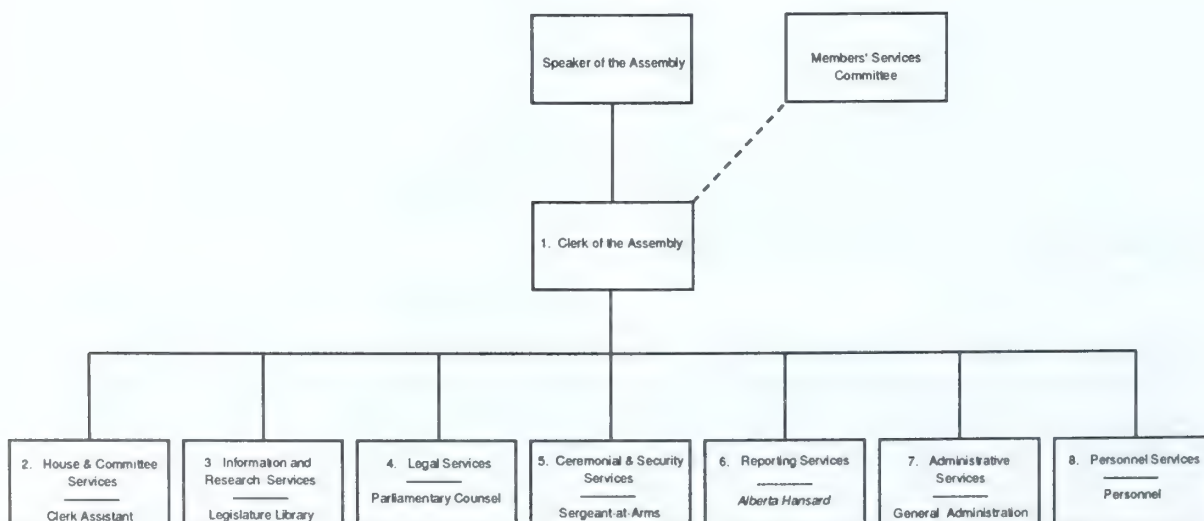 Speaker of the Assembly
Members' Services
Committee
1. Clerk of the Assembly
2. House & Committee
Services
Clerk Assistant
3 Information and
Research Services
Legislature Library
4. Legal Services
Parliamentary Counsel
5. Ceremonial & Security
Services
Sergeant-at-Arms
6. Reporting Services
Alberta Hansard
7. Administrative
Services
General Administration
8. Personnel Services
Personnel